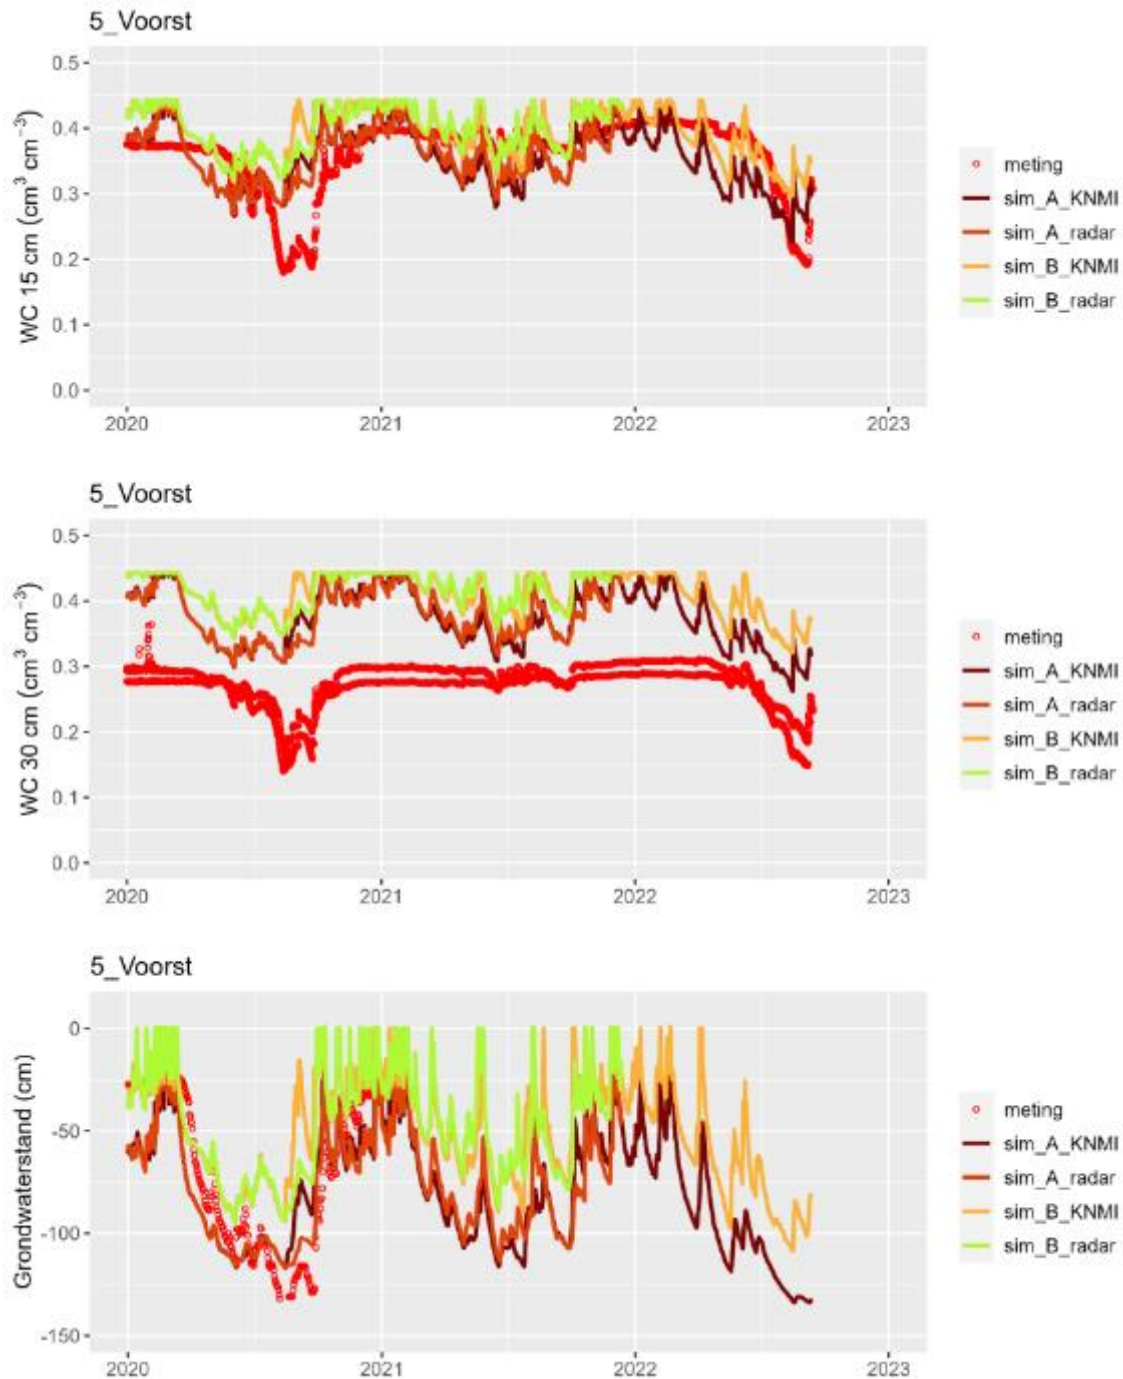 5_Voorst
WC 15 cm (cm³ cm⁻³)
0.5
0.4
0.3
0.2
0.1
0.0
2020 2021 2022 2023
meting
sim_A_KNMI
sim_A_radar
sim_B_KNMI
sim_B_radar
5_Voorst
WC 30 cm (cm³ cm⁻³)
0.5
0.4
0.3
0.2
0.1
0.0
2020 2021 2022 2023
meting
sim_A_KNMI
sim_A_radar
sim_B_KNMI
sim_B_radar
5_Voorst
Grondwaterstand (cm)
0
-50
-100
-150
2020 2021 2022 2023
meting
sim_A_KNMI
sim_A_radar
sim_B_KNMI
sim_B_radar